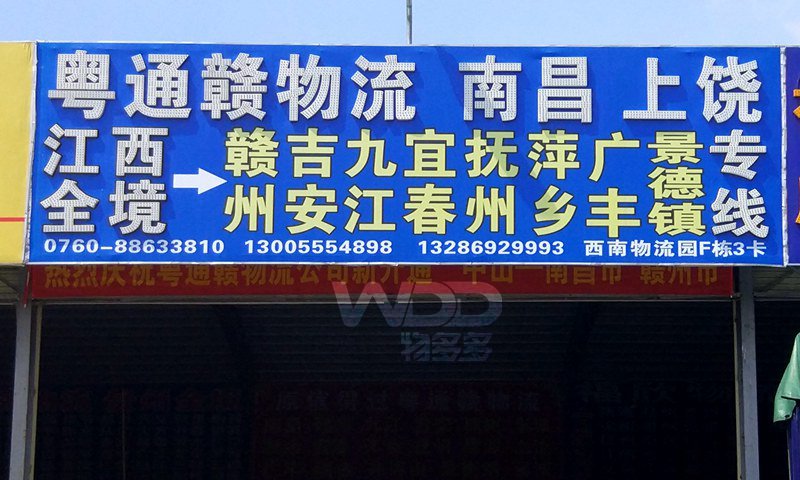 粤通赣物流 南昌 上饶
江西全境 → 赣州 吉安 九江 宜春 抚州 萍乡 广丰 景德镇 专线
0760-88633810 13005554898 13286929993 西南物流园F栋3卡
热烈庆祝粤通赣物流公司新开通 中山—南昌市 赣州市
WDD
物多多